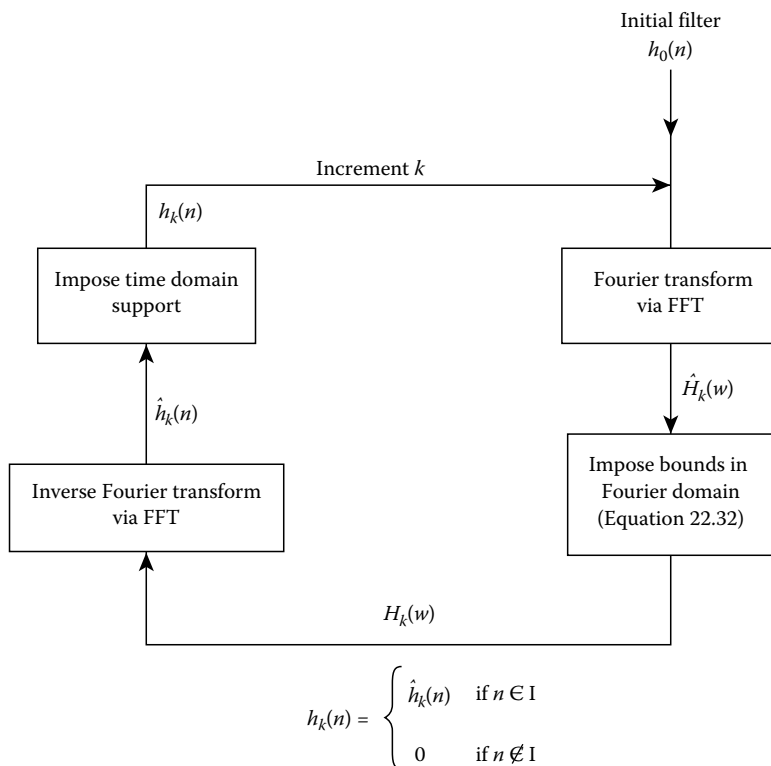 Initial filter
h₀(n)
Increment k
hₖ(n)
Impose time domain
support
Fourier transform
via FFT
ĥₖ(n)
Ĥₖ(w)
Inverse Fourier transform
via FFT
Impose bounds in
Fourier domain
(Equation 22.32)
Hₖ(w)
hₖ(n) = { ĥₖ(n) if n ∈ I
0 if n ∉ I